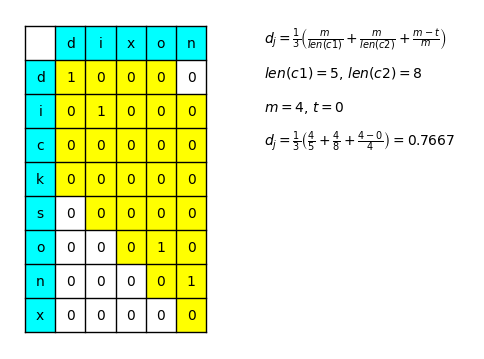 d i x o n
d 1 0 0 0 0
i 0 1 0 0 0
c 0 0 0 0 0
k 0 0 0 0 0
s 0 0 0 0 0
o 0 0 0 1 0
n 0 0 0 0 1
x 0 0 0 0 0
d_j = \frac{1}{3}\left(\frac{m}{len(c1)} + \frac{m}{len(c2)} + \frac{m-t}{m}\right)
len(c1) = 5, len(c2) = 8
m = 4, t = 0
d_j = \frac{1}{3}\left(\frac{4}{5} + \frac{4}{8} + \frac{4-0}{4}\right) = 0.7667